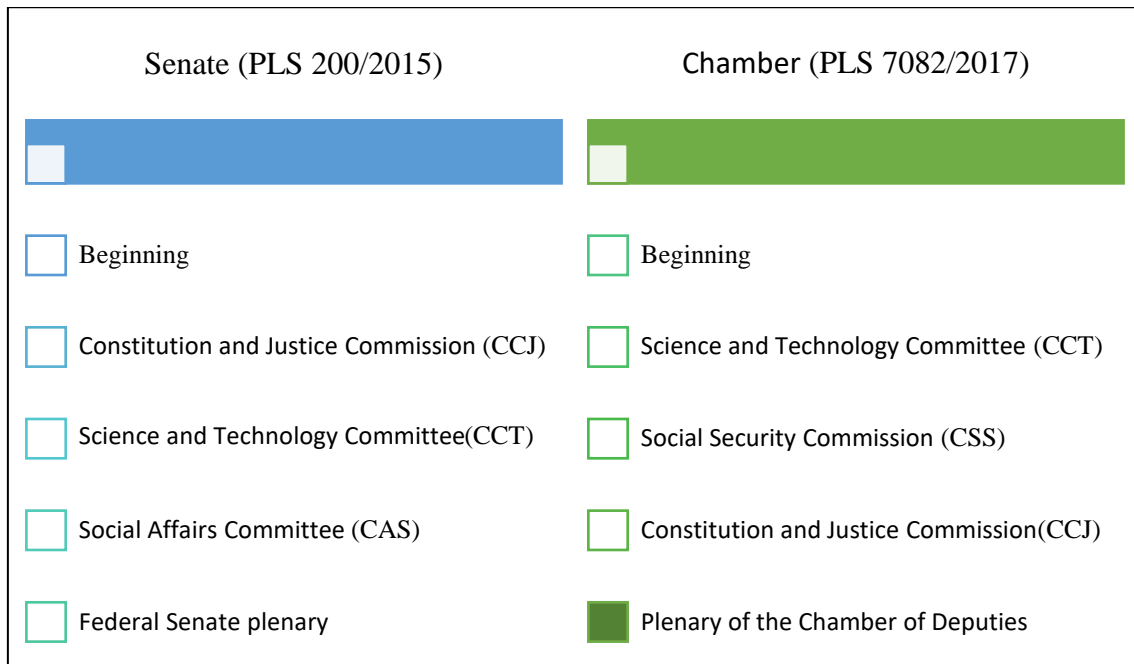 Senate (PLS 200/2015)
Beginning
Constitution and Justice Commission (CCJ)
Science and Technology Committee(CCT)
Social Affairs Committee (CAS)
Federal Senate plenary
Chamber (PLS 7082/2017)
Beginning
Science and Technology Committee (CCT)
Social Security Commission (CSS)
Constitution and Justice Commission(CCJ)
Plenary of the Chamber of Deputies